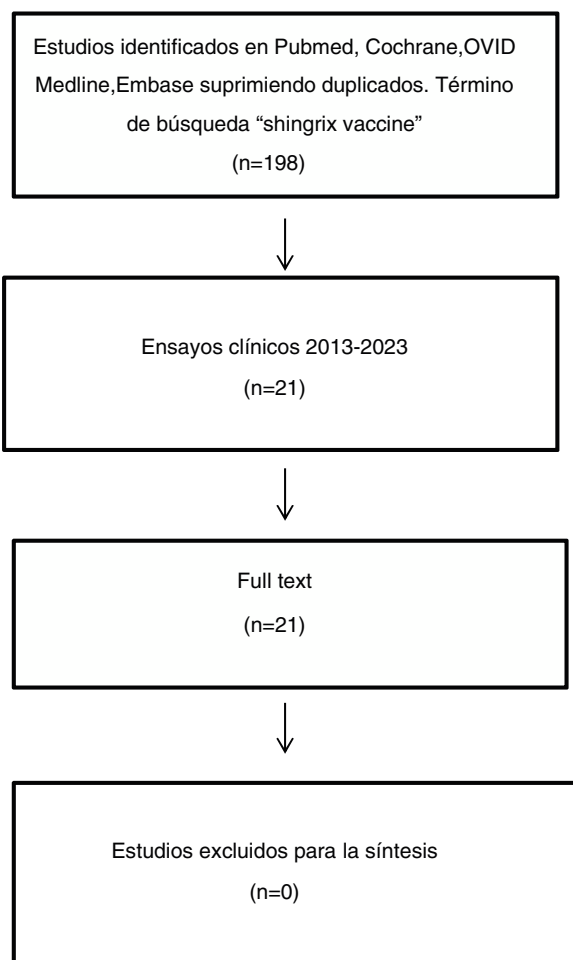 Estudios identificados en Pubmed, Cochrane,OVID
Medline,Embase suprimiendo duplicados. Término
de búsqueda “shingrix vaccine”
(n=198)
Ensayos clínicos 2013-2023
(n=21)
Full text
(n=21)
Estudios excluidos para la síntesis
(n=0)